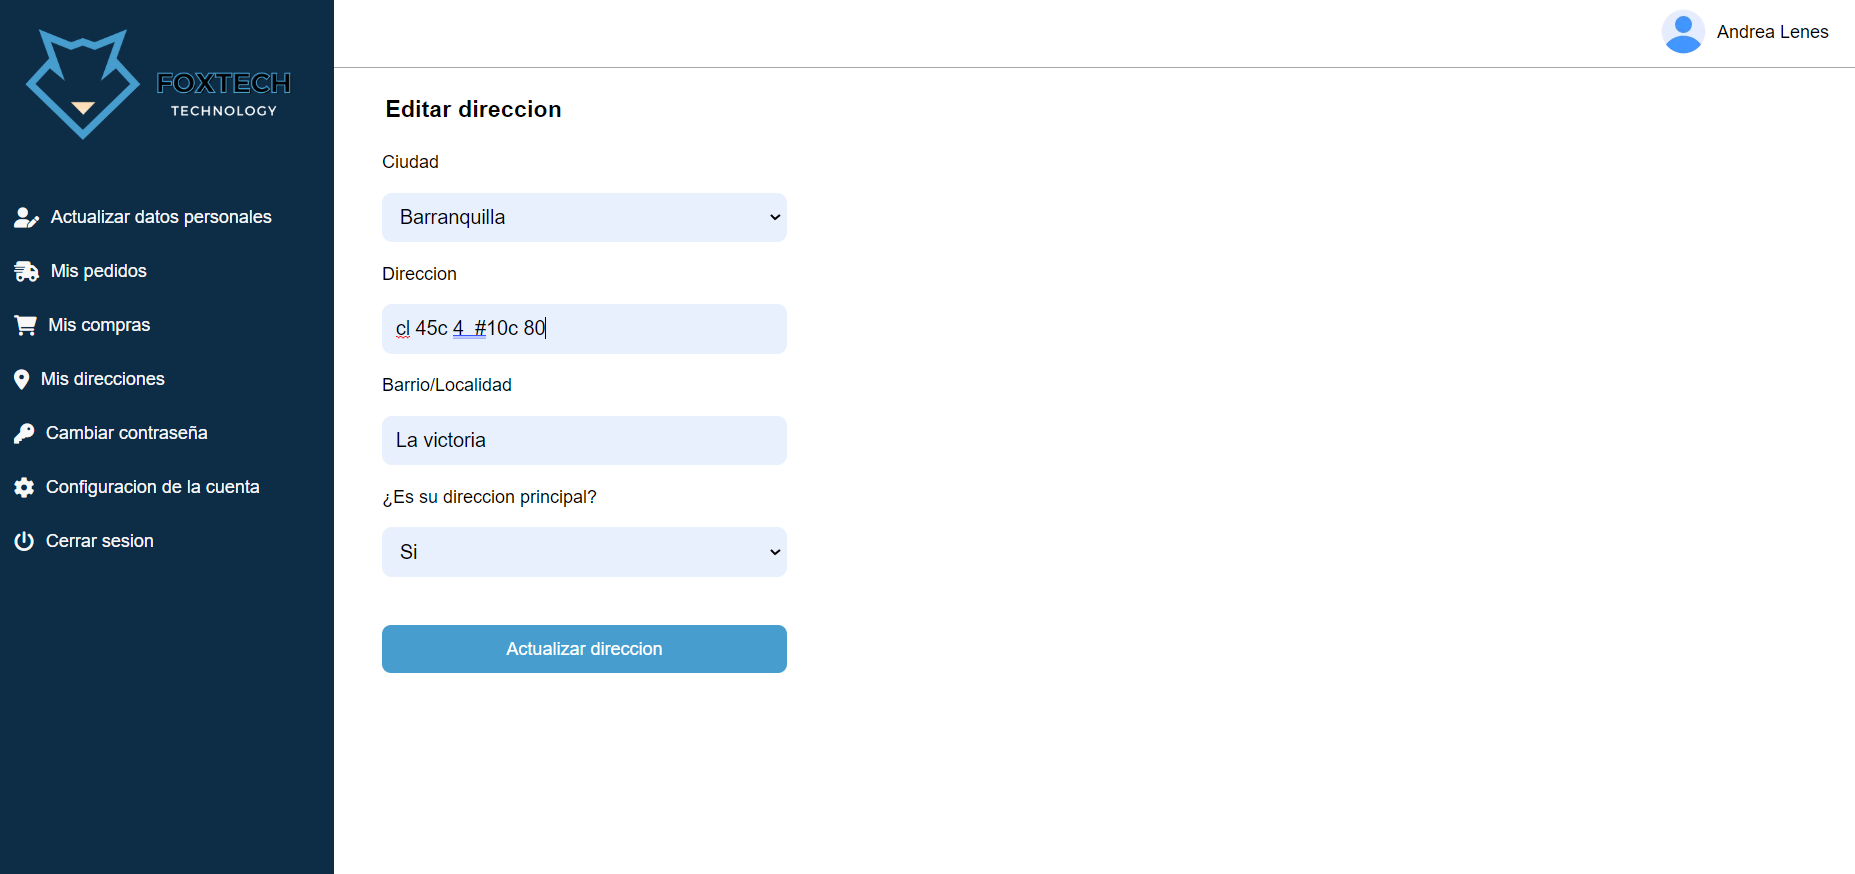 FOXTECH
TECHNOLOGY
Actualizar datos personales
Mis pedidos
Mis compras
Mis direcciones
Cambiar contraseña
Configuracion de la cuenta
Cerrar sesion
Andrea Lenes
Editar direccion
Ciudad
Barranquilla
Direccion
cl 45c 4  #10c 80
Barrio/Localidad
La victoria
¿Es su direccion principal?
Si
Actualizar direccion